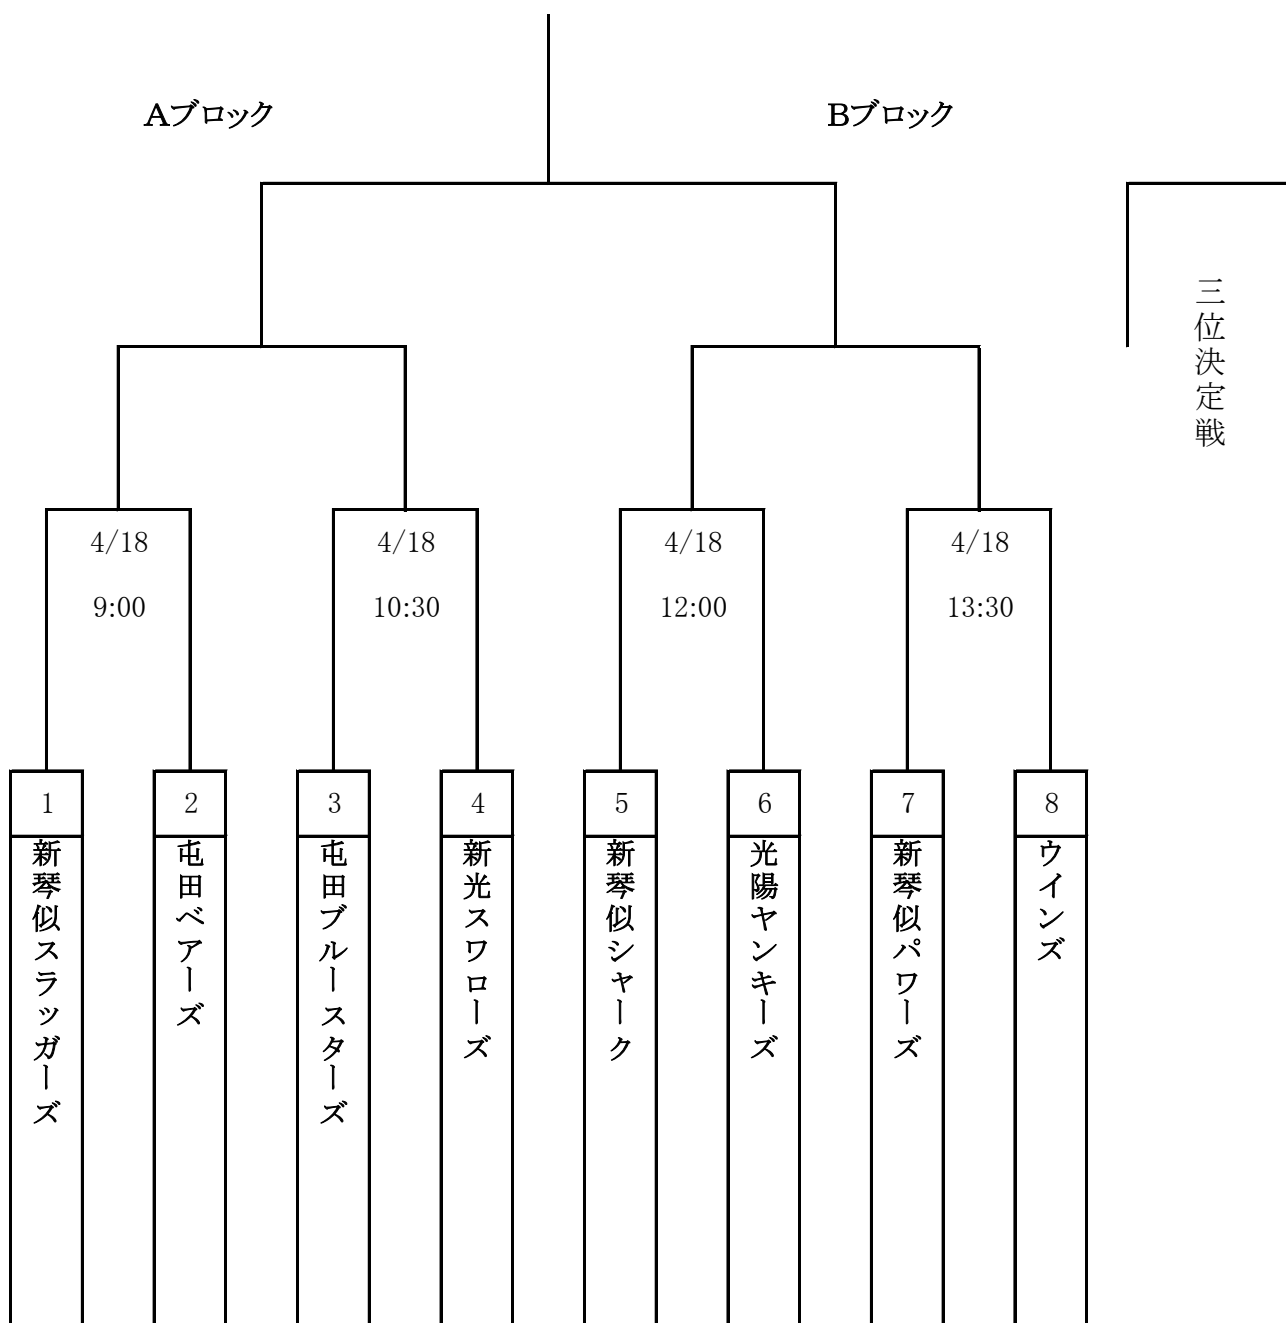 Aブロック
Bブロック
三位決定戦
4/18
9:00
4/18
10:30
4/18
12:00
4/18
13:30
1
2
3
4
5
6
7
8
新琴似スラッガーズ
屯田ベアーズ
屯田ブルースターズ
新光スワローズ
新琴似シャーク
光陽ヤンキーズ
新琴似パワーズ
ウインズ